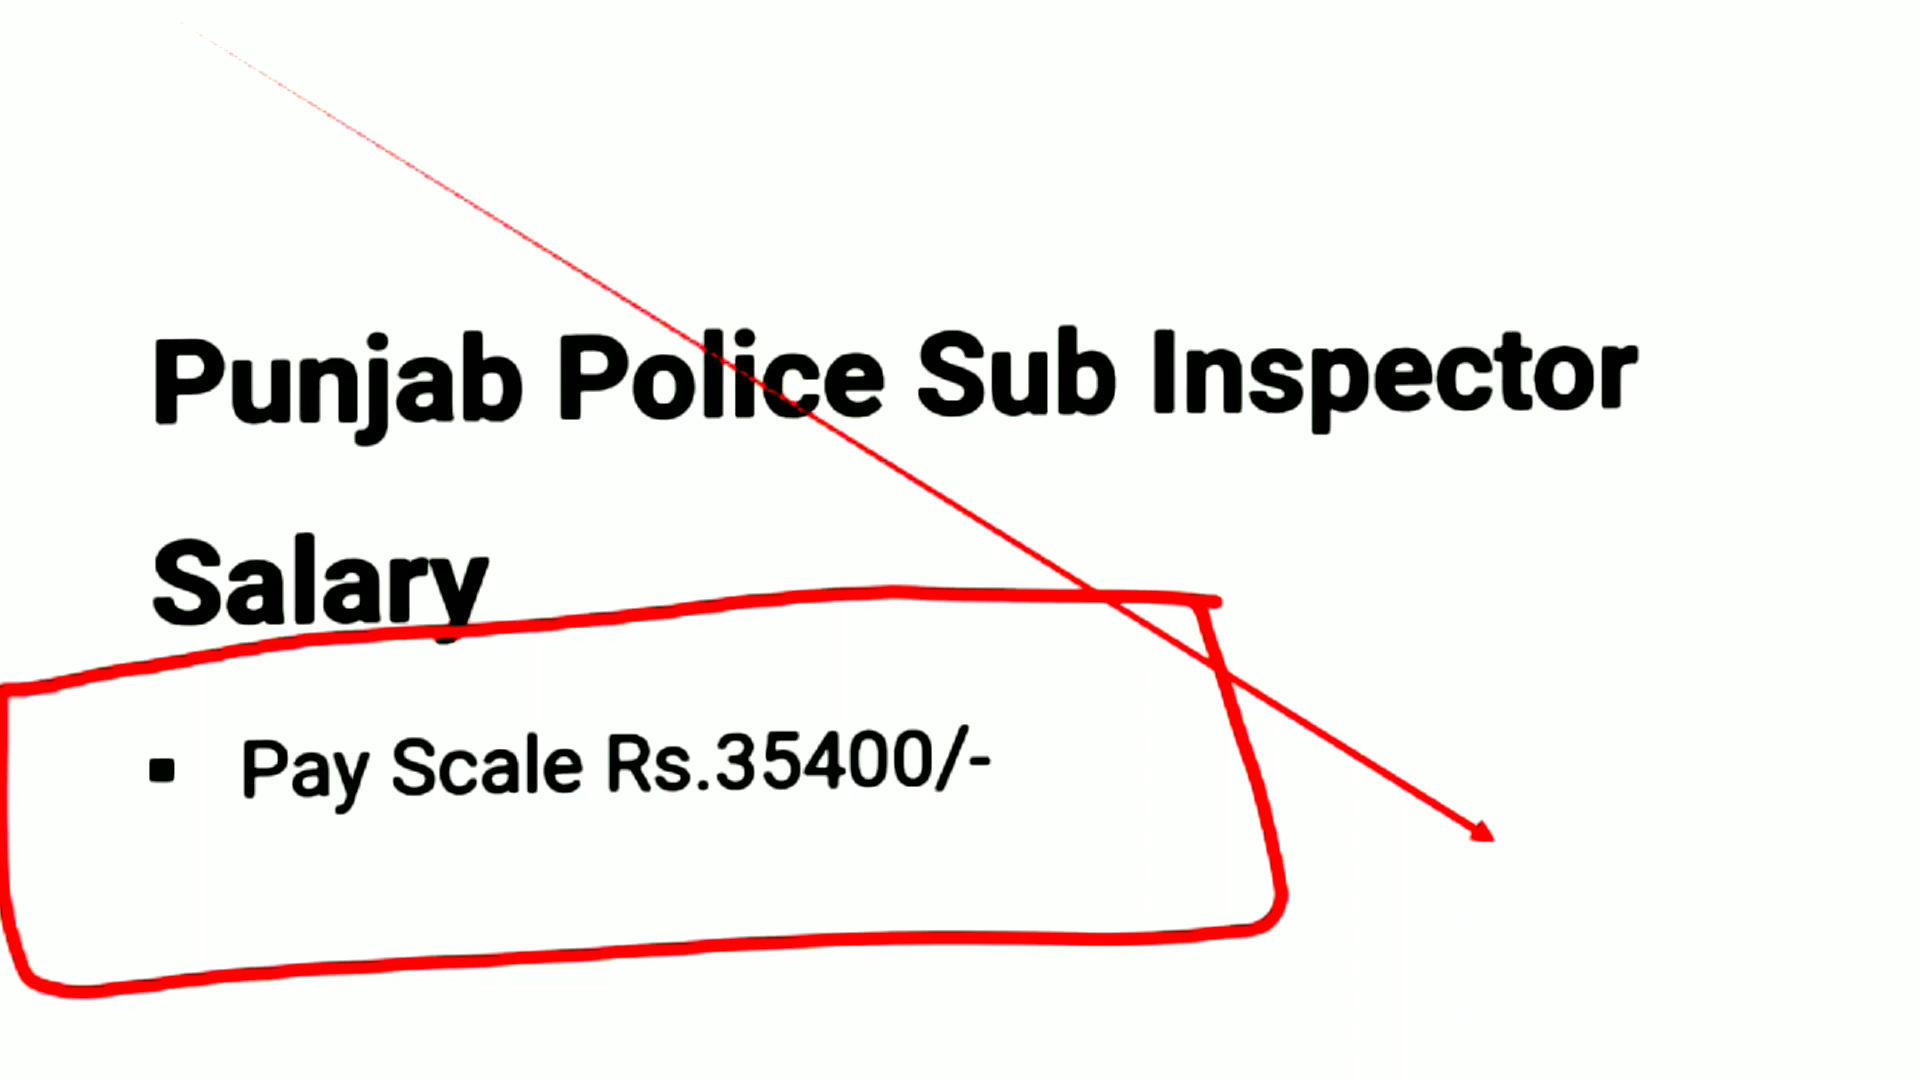 Punjab Police Sub Inspector
Salary
▪ Pay Scale Rs.35400/-